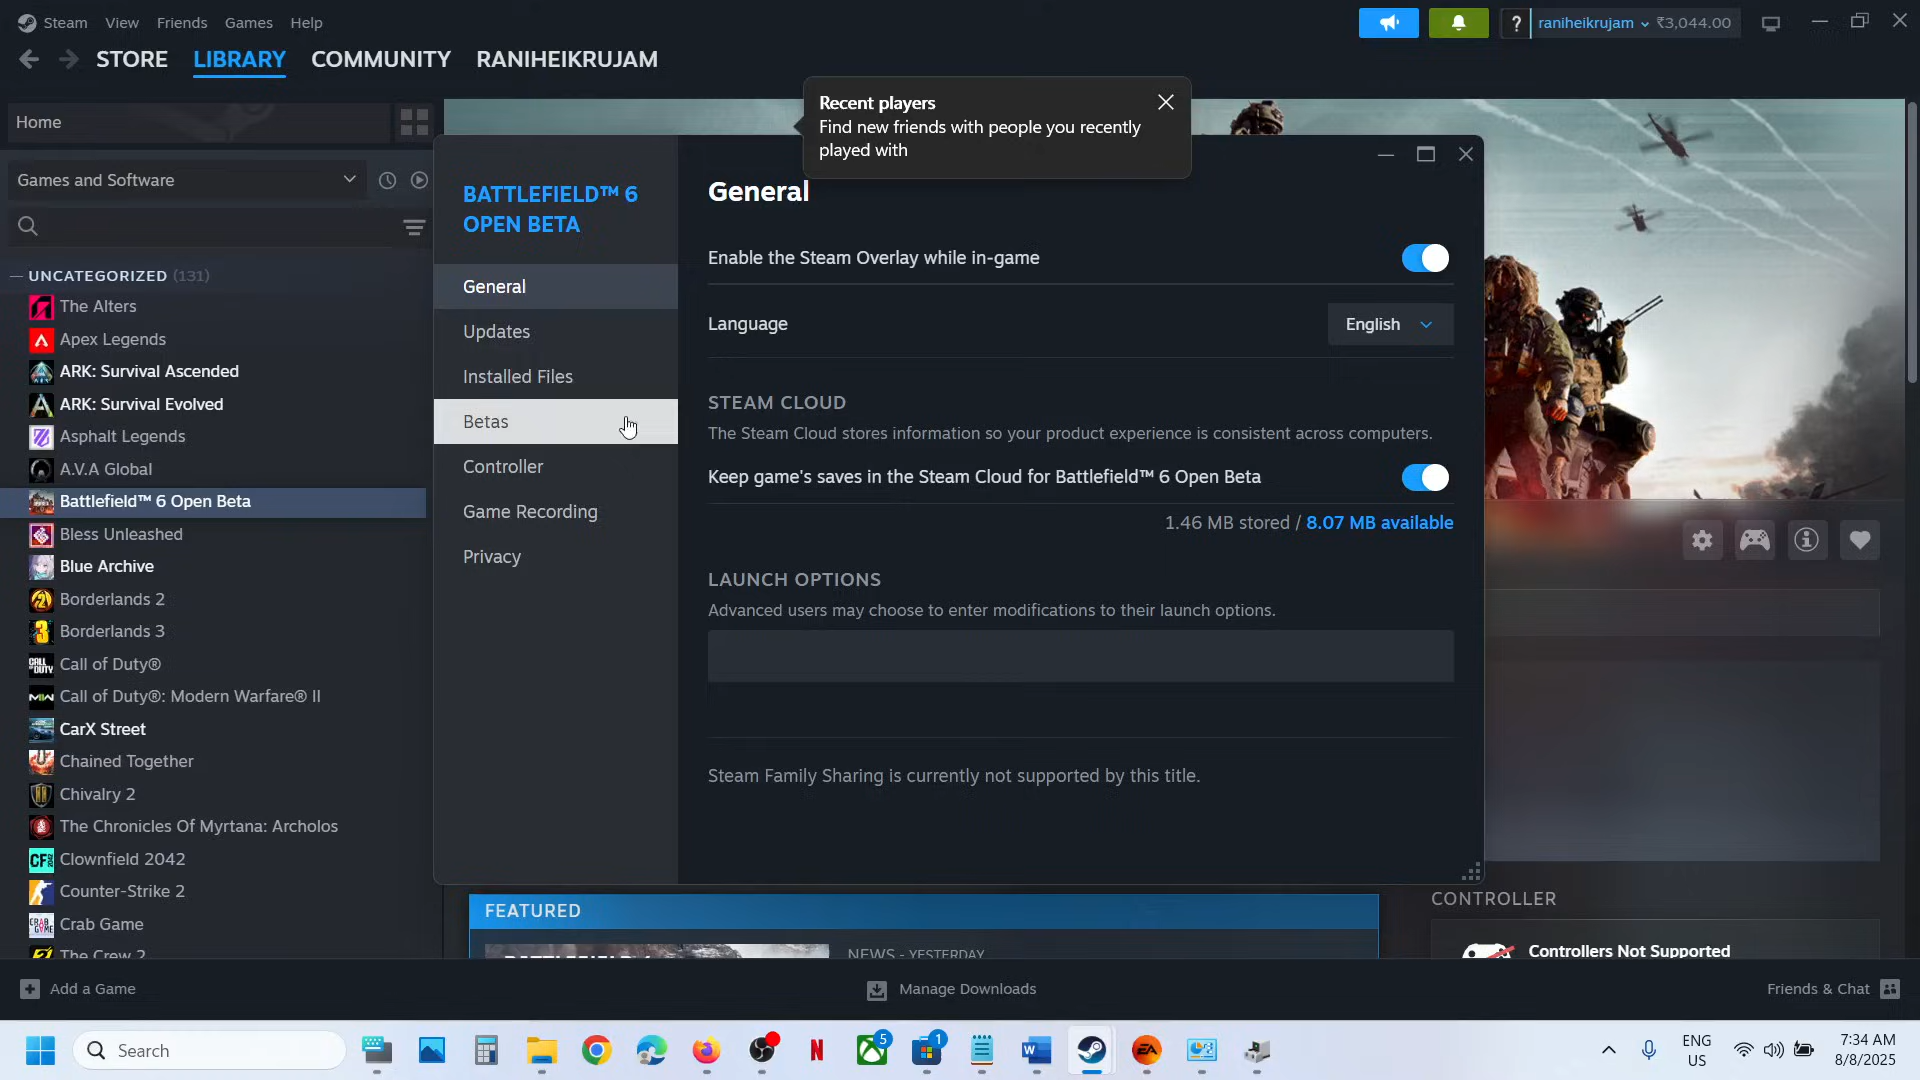 Steam View Friends Games Help
? raniheikrujam ₹3,044.00
STORE LIBRARY COMMUNITY RANIHEIKRUJAM
Recent players
Find new friends with people you recently
played with
Home
Games and Software
UNCATEGORIZED (131)
The Alters
Apex Legends
ARK: Survival Ascended
ARK: Survival Evolved
Asphalt Legends
A.V.A Global
Battlefield™ 6 Open Beta
Bless Unleashed
Blue Archive
Borderlands 2
Borderlands 3
Call of Duty®
Call of Duty®: Modern Warfare® II
CarX Street
Chained Together
Chivalry 2
The Chronicles Of Myrtana: Archolos
Clownfield 2042
Counter-Strike 2
Crab Game
The Crew 2
BATTLEFIELD™ 6
OPEN BETA
General
Updates
Installed Files
Betas
Controller
Game Recording
Privacy
General
Enable the Steam Overlay while in-game
Language English
STEAM CLOUD
The Steam Cloud stores information so your product experience is consistent across computers.
Keep game's saves in the Steam Cloud for Battlefield™ 6 Open Beta
1.46 MB stored / 8.07 MB available
LAUNCH OPTIONS
Advanced users may choose to enter modifications to their launch options.
Steam Family Sharing is currently not supported by this title.
FEATURED
NEWS - YESTERDAY
CONTROLLER
Controllers Not Supported
Add a Game
Manage Downloads
Friends & Chat
Search
5
1
ENG
US
7:34 AM
8/8/2025